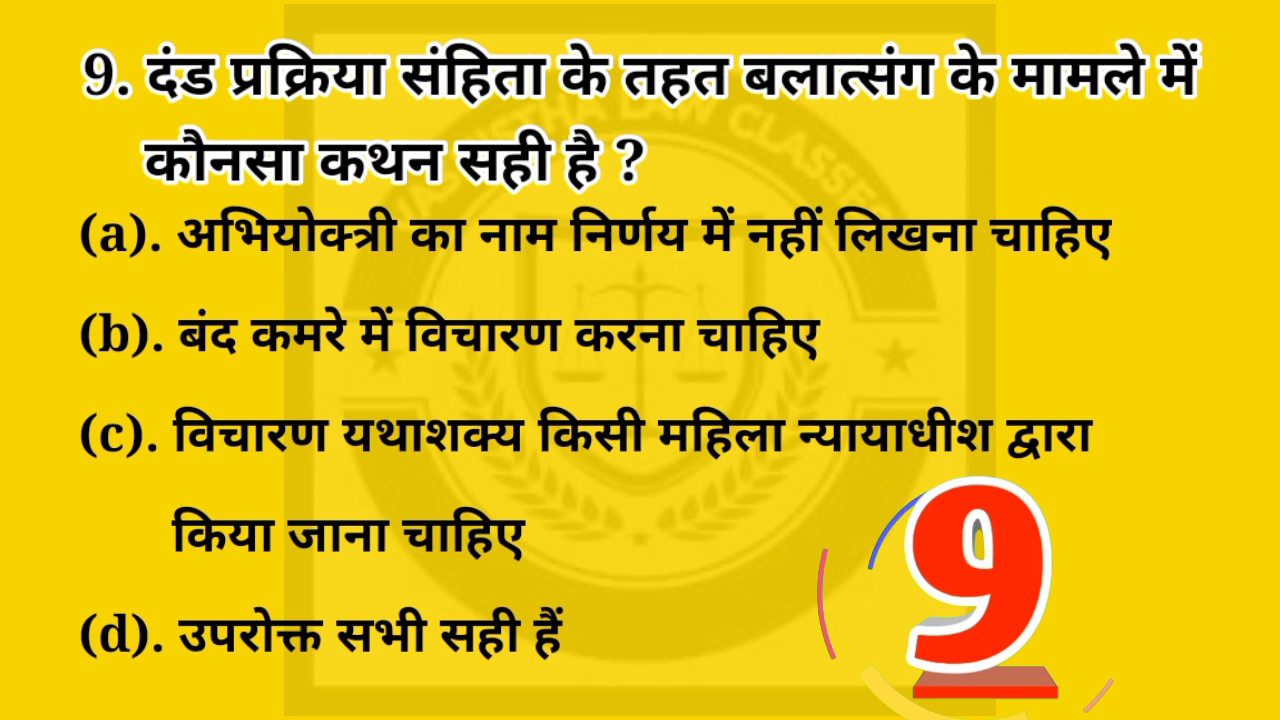 9. दंड प्रक्रिया संहिता के तहत बलात्संग के मामले में
कौनसा कथन सही है ?
(a). अभियोक्त्री का नाम निर्णय में नहीं लिखना चाहिए
(b). बंद कमरे में विचारण करना चाहिए
(c). विचारण यथाशक्य किसी महिला न्यायाधीश द्वारा
किया जाना चाहिए
(d). उपरोक्त सभी सही हैं
9